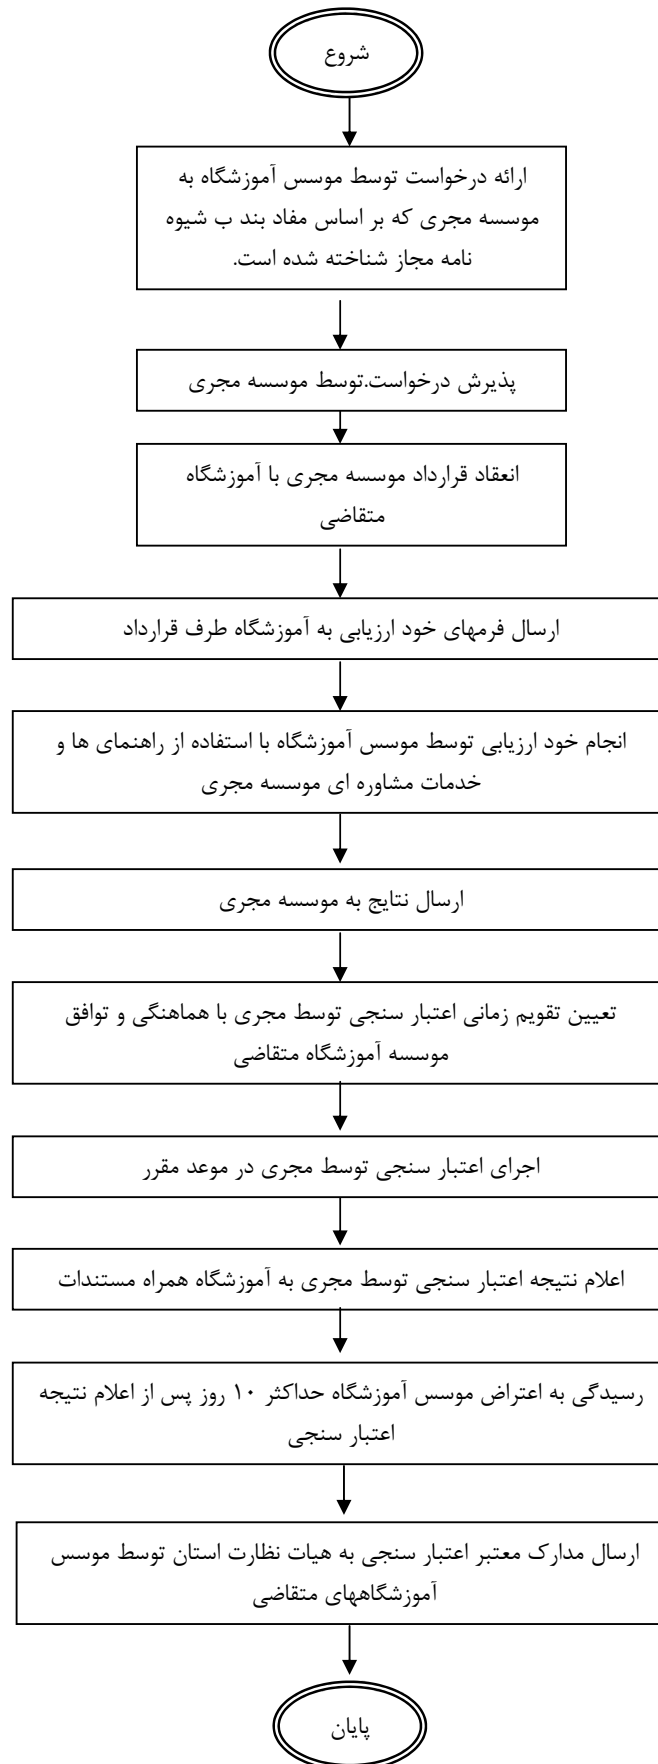 شروع
ارائه درخواست توسط موسس آموزشگاه به
موسسه مجری که بر اساس مفاد بند ب شیوه
نامه مجاز شناخته شده است.
پذیرش درخواست.توسط موسسه مجری
انعقاد قرارداد موسسه مجری با آموزشگاه
متقاضی
ارسال فرمهای خود ارزیابی به آموزشگاه طرف قرارداد
انجام خود ارزیابی توسط موسس آموزشگاه با استفاده از راهنمای ها و
خدمات مشاوره ای موسسه مجری
ارسال نتایج به موسسه مجری
تعیین تقویم زمانی اعتبار سنجی توسط مجری با هماهنگی و توافق
موسسه آموزشگاه متقاضی
اجرای اعتبار سنجی توسط مجری در موعد مقرر
اعلام نتیجه اعتبار سنجی توسط مجری به آموزشگاه همراه مستندات
رسیدگی به اعتراض موسس آموزشگاه حداکثر ۱۰ روز پس از اعلام نتیجه
اعتبار سنجی
ارسال مدارک معتبر اعتبار سنجی به هیات نظارت استان توسط موسس
آموزشگاههای متقاضی
پایان